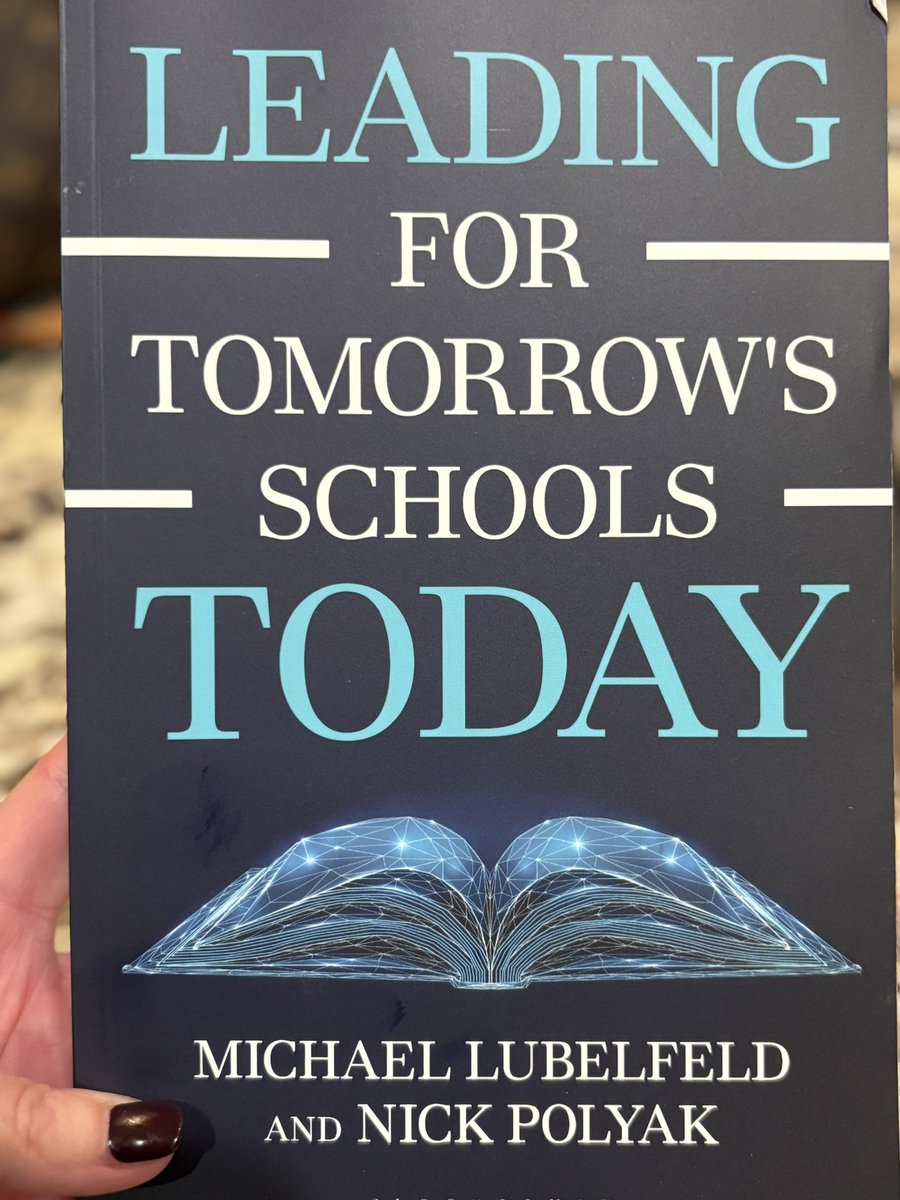 LEADING
FOR
TOMORROW'S
SCHOOLS
TODAY
MICHAEL LUBELFELD
AND NICK POLYAK